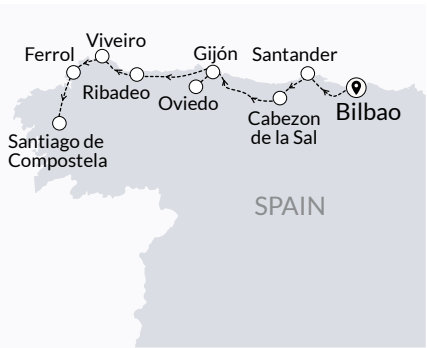 Viveiro
Ferrol
Gijón
Santander
Ribadeo
Oviedo
Bilbao
Cabezon
de la Sal
Santiago de
Compostela
SPAIN